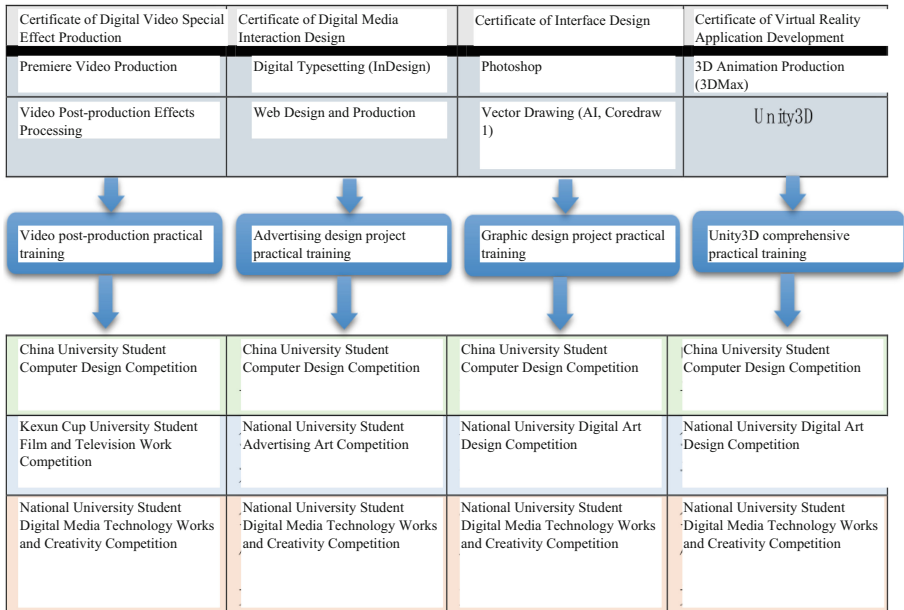 Certificate of Digital Video Special
Effect Production
Certificate of Digital Media
Interaction Design
Certificate of Interface Design
Certificate of Virtual Reality
Application Development
Premiere Video Production
Digital Typesetting (InDesign)
Photoshop
3D Animation Production
(3DMax)
Video Post-production Effects
Processing
Web Design and Production
Vector Drawing (AI, Coredraw
1)
Unity3D
Video post-production practical
training
Advertising design project
practical training
Graphic design project practical
training
Unity3D comprehensive
practical training
China University Student
Computer Design Competition
China University Student
Computer Design Competition
China University Student
Computer Design Competition
China University Student
Computer Design Competition
Kexun Cup University Student
Film and Television Work
Competition
National University Student
Advertising Art Competition
National University Digital Art
Design Competition
National University Digital Art
Design Competition
National University Student
Digital Media Technology Works
and Creativity Competition
National University Student
Digital Media Technology Works
and Creativity Competition
National University Student
Digital Media Technology Works
and Creativity Competition
National University Student
Digital Media Technology Works
and Creativity Competition